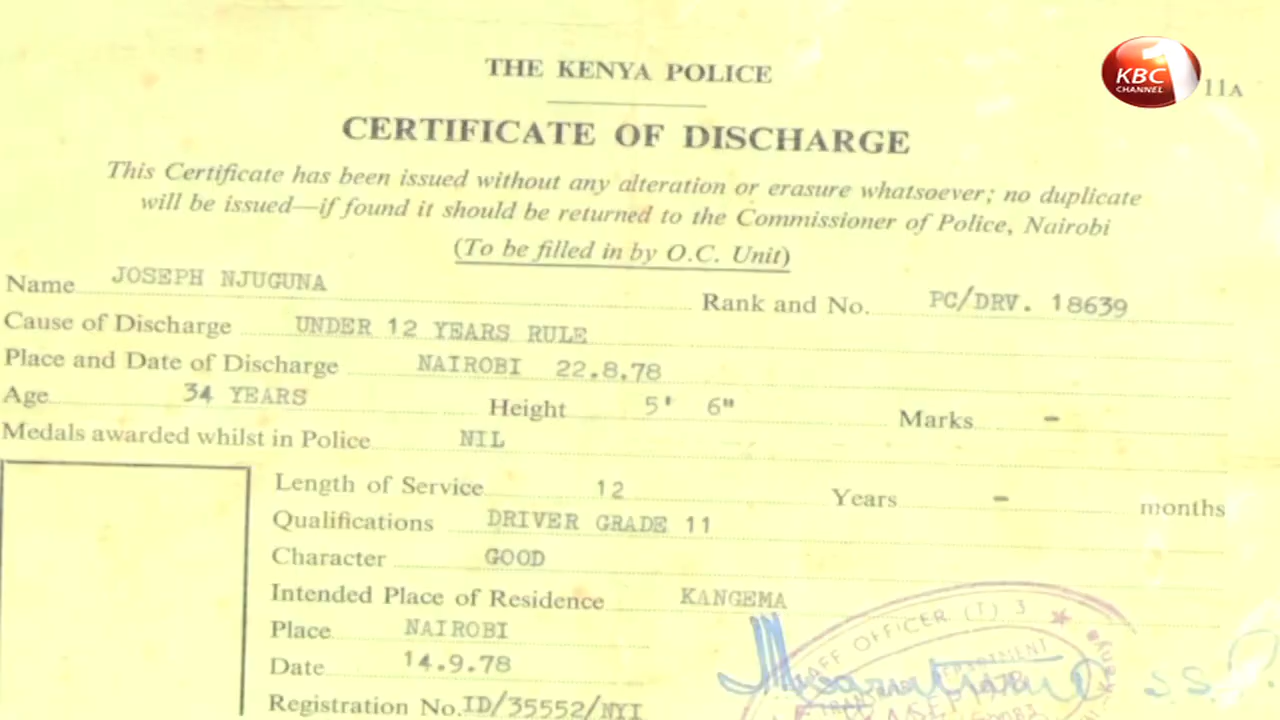 KBC 1
CHANNEL
11A
THE KENYA POLICE
CERTIFICATE OF DISCHARGE
This Certificate has been issued without any alteration or erasure whatsoever; no duplicate
will be issued—if found it should be returned to the Commissioner of Police, Nairobi
(To be filled in by O.C. Unit)
Name JOSEPH NJUGUNA Rank and No. PC/DRV. 18639
Cause of Discharge UNDER 12 YEARS RULE
Place and Date of Discharge NAIROBI 22.8.78
Age 34 YEARS Height 5' 6" Marks -
Medals awarded whilst in Police NIL
Length of Service 12 Years - months
Qualifications DRIVER GRADE 11
Character GOOD
Intended Place of Residence KANGEMA
Place NAIROBI
Date 14.9.78
Registration No. ID/35552/NYI
OFFICER (T) 3